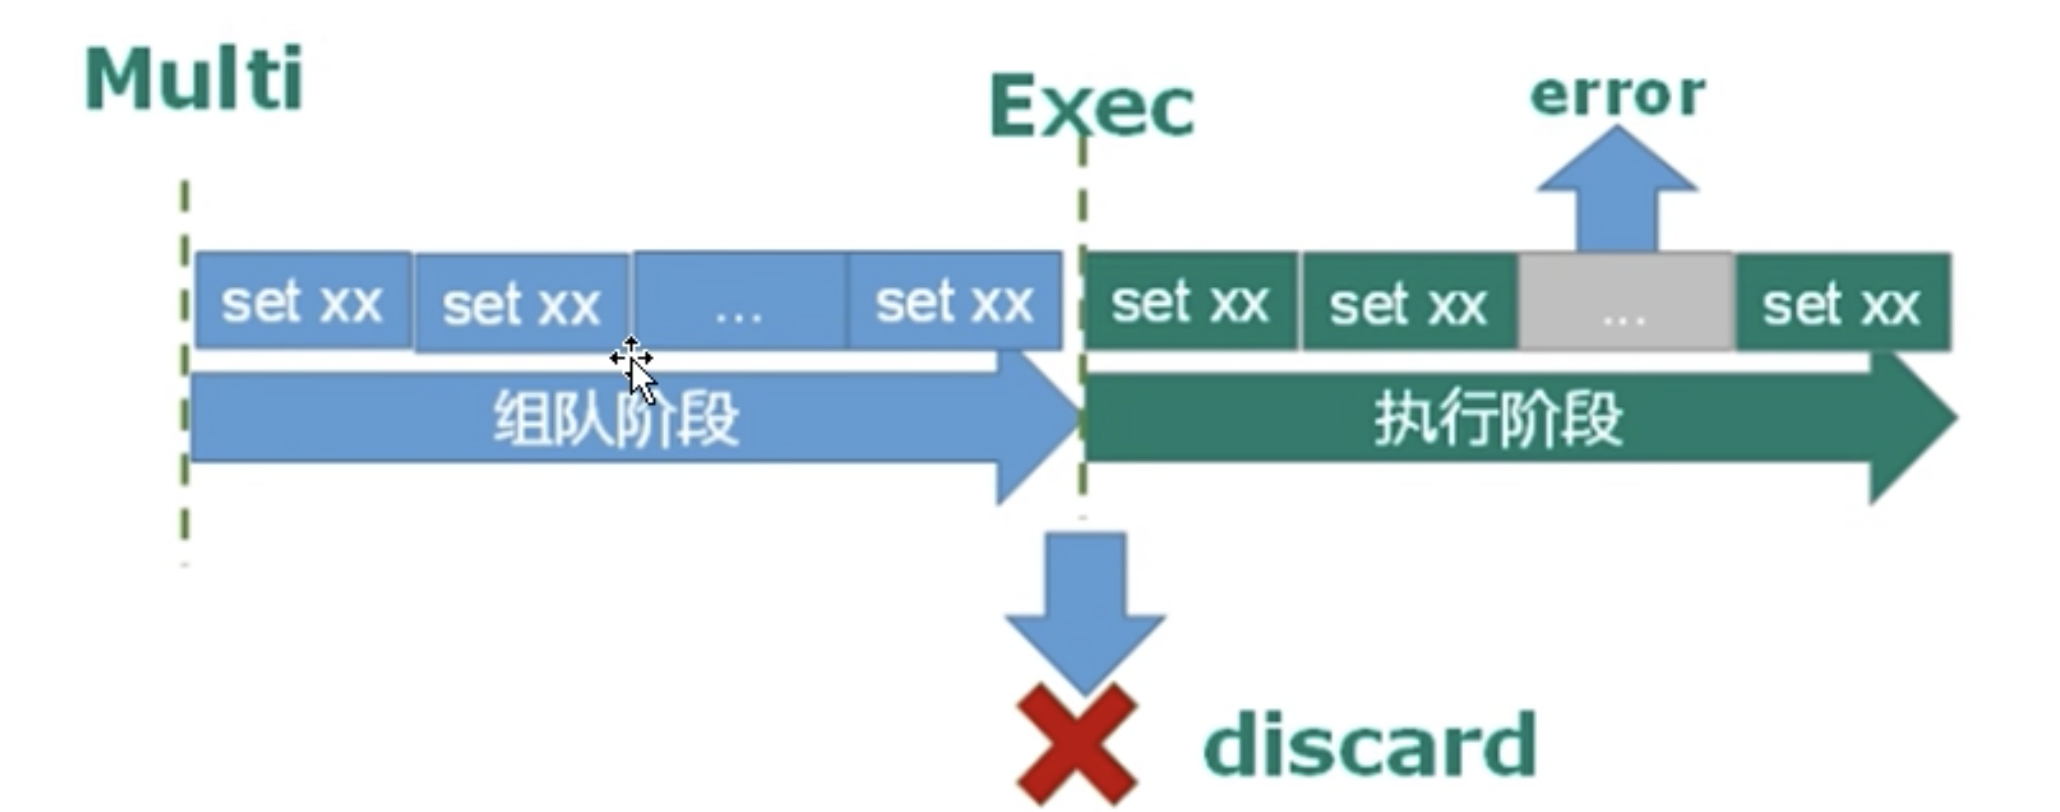 Multi
Exec
error
set xx
set xx
...
set xx
set xx
set xx
...
set xx
组队阶段
执行阶段
discard